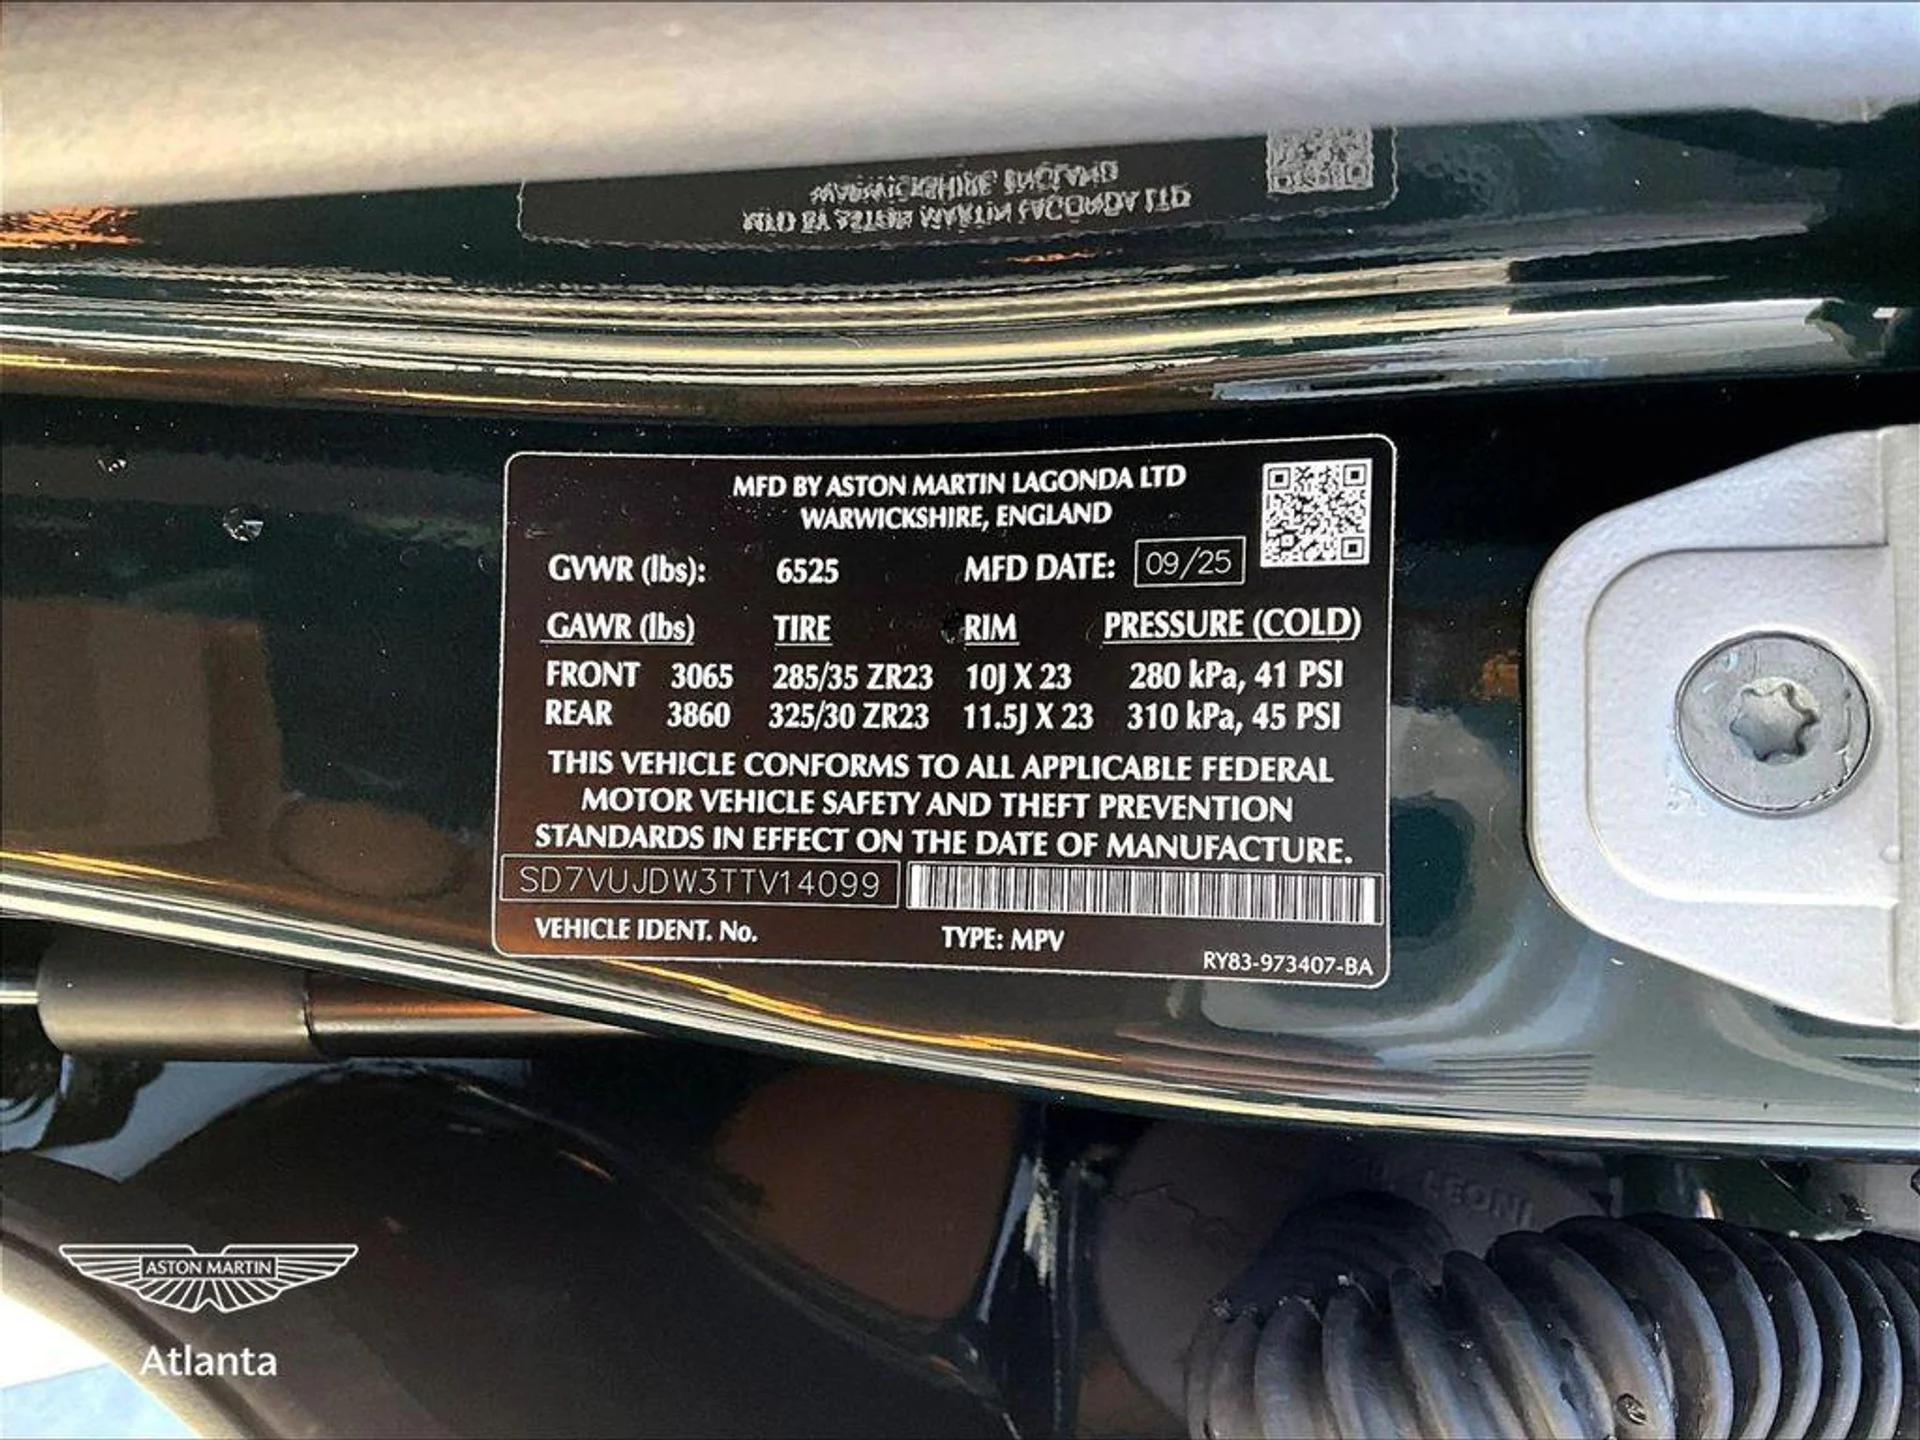 MFD BY ASTON MARTIN LAGONDA LTD
WARWICKSHIRE, ENGLAND
GVWR (lbs): 6525 MFD DATE: 09/25
GAWR (lbs) TIRE RIM PRESSURE (COLD)
FRONT 3065 285/35 ZR23 10J X 23 280 kPa, 41 PSI
REAR 3860 325/30 ZR23 11.5J X 23 310 kPa, 45 PSI
THIS VEHICLE CONFORMS TO ALL APPLICABLE FEDERAL
MOTOR VEHICLE SAFETY AND THEFT PREVENTION
STANDARDS IN EFFECT ON THE DATE OF MANUFACTURE.
SD7VUJDW3TTV14099
VEHICLE IDENT. No. TYPE: MPV
RY83-973407-BA
LEONI
ASTON MARTIN
Atlanta